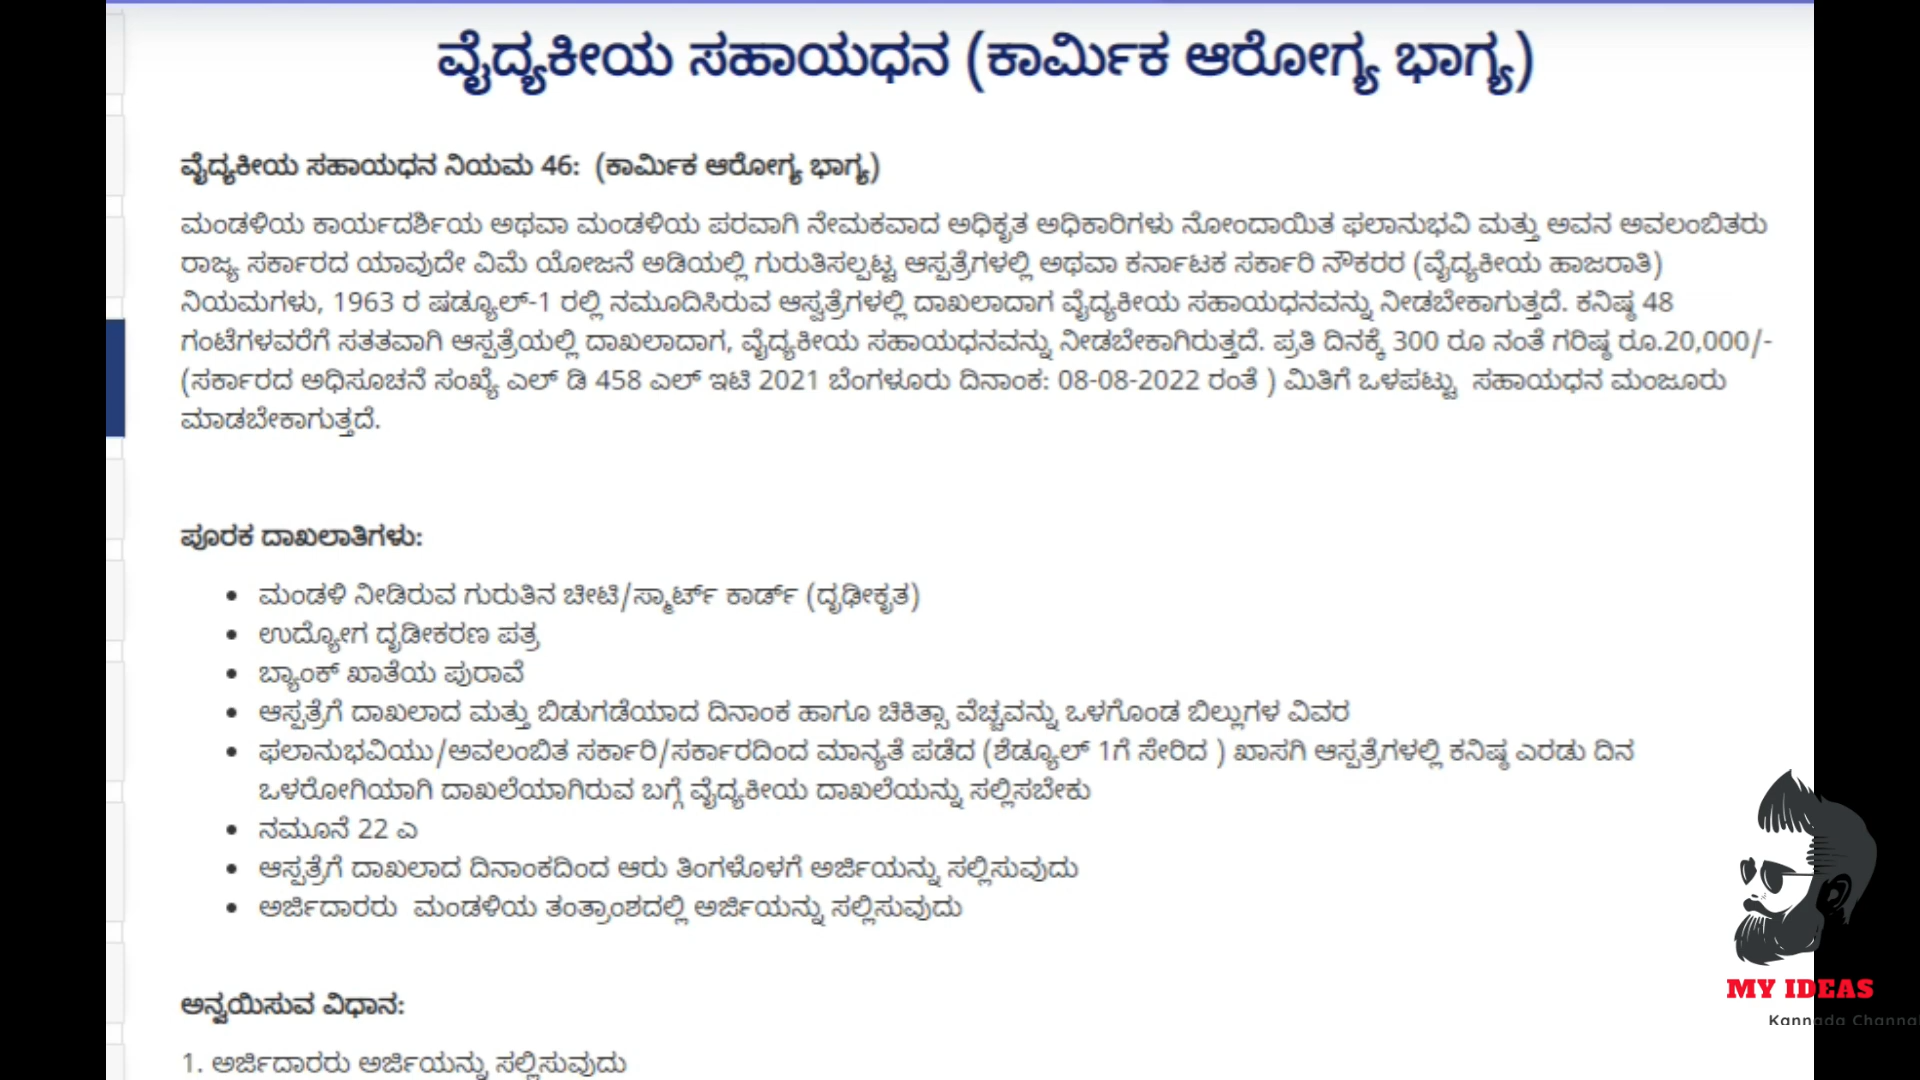 ವೈದ್ಯಕೀಯ ಸಹಾಯಧನ (ಕಾರ್ಮಿಕ ಆರೋಗ್ಯ ಭಾಗ್ಯ)
ವೈದ್ಯಕೀಯ ಸಹಾಯಧನ ನಿಯಮ 46: (ಕಾರ್ಮಿಕ ಆರೋಗ್ಯ ಭಾಗ್ಯ)
ಮಂಡಳಿಯ ಕಾರ್ಯದರ್ಶಿಯ ಅಥವಾ ಮಂಡಳಿಯ ಪರವಾಗಿ ನೇಮಕವಾದ ಅಧಿಕೃತ ಅಧಿಕಾರಿಗಳು ನೋಂದಾಯಿತ ಫಲಾನುಭವಿ ಮತ್ತು ಅವನ ಅವಲಂಬಿತರು
ರಾಜ್ಯ ಸರ್ಕಾರದ ಯಾವುದೇ ವಿಮೆ ಯೋಜನೆ ಅಡಿಯಲ್ಲಿ ಗುರುತಿಸಲ್ಪಟ್ಟ ಆಸ್ಪತ್ರೆಗಳಲ್ಲಿ ಅಥವಾ ಕರ್ನಾಟಕ ಸರ್ಕಾರಿ ನೌಕರರ (ವೈದ್ಯಕೀಯ ಹಾಜರಾತಿ)
ನಿಯಮಗಳು, 1963 ರ ಷಡ್ಯೂಲ್-1 ರಲ್ಲಿ ನಮೂದಿಸಿರುವ ಆಸ್ಪತ್ರೆಗಳಲ್ಲಿ ದಾಖಲಾದಾಗ ವೈದ್ಯಕೀಯ ಸಹಾಯಧನವನ್ನು ನೀಡಬೇಕಾಗುತ್ತದೆ. ಕನಿಷ್ಠ 48
ಗಂಟೆಗಳವರೆಗೆ ಸತತವಾಗಿ ಆಸ್ಪತ್ರೆಯಲ್ಲಿ ದಾಖಲಾದಾಗ, ವೈದ್ಯಕೀಯ ಸಹಾಯಧನವನ್ನು ನೀಡಬೇಕಾಗಿರುತ್ತದೆ. ಪ್ರತಿ ದಿನಕ್ಕೆ 300 ರೂ ನಂತೆ ಗರಿಷ್ಠ ರೂ.20,000/-
(ಸರ್ಕಾರದ ಅಧಿಸೂಚನೆ ಸಂಖ್ಯೆ ಎಲ್ ಡಿ 458 ಎಲ್ ಇಟಿ 2021 ಬೆಂಗಳೂರು ದಿನಾಂಕ: 08-08-2022 ರಂತೆ ) ಮಿತಿಗೆ ಒಳಪಟ್ಟು ಸಹಾಯಧನ ಮಂಜೂರು
ಮಾಡಬೇಕಾಗುತ್ತದೆ.
ಪೂರಕ ದಾಖಲಾತಿಗಳು:
• ಮಂಡಳಿ ನೀಡಿರುವ ಗುರುತಿನ ಚೀಟಿ/ಸ್ಮಾರ್ಟ್ ಕಾರ್ಡ್ (ದೃಢೀಕೃತ)
• ಉದ್ಯೋಗ ದೃಡೀಕರಣ ಪತ್ರ
• ಬ್ಯಾಂಕ್ ಖಾತೆಯ ಪುರಾವೆ
• ಆಸ್ಪತ್ರೆಗೆ ದಾಖಲಾದ ಮತ್ತು ಬಿಡುಗಡೆಯಾದ ದಿನಾಂಕ ಹಾಗೂ ಚಿಕಿತ್ಸಾ ವೆಚ್ಚವನ್ನು ಒಳಗೊಂಡ ಬಿಲ್ಲುಗಳ ವಿವರ
• ಫಲಾನುಭವಿಯು/ಅವಲಂಬಿತ ಸರ್ಕಾರಿ/ಸರ್ಕಾರದಿಂದ ಮಾನ್ಯತೆ ಪಡೆದ (ಶೆಡ್ಯೂಲ್ 1ಗೆ ಸೇರಿದ ) ಖಾಸಗಿ ಆಸ್ಪತ್ರೆಗಳಲ್ಲಿ ಕನಿಷ್ಠ ಎರಡು ದಿನ
ಒಳರೋಗಿಯಾಗಿ ದಾಖಲೆಯಾಗಿರುವ ಬಗ್ಗೆ ವೈದ್ಯಕೀಯ ದಾಖಲೆಯನ್ನು ಸಲ್ಲಿಸಬೇಕು
• ನಮೂನೆ 22 ಎ
• ಆಸ್ಪತ್ರೆಗೆ ದಾಖಲಾದ ದಿನಾಂಕದಿಂದ ಆರು ತಿಂಗಳೊಳಗೆ ಅರ್ಜಿಯನ್ನು ಸಲ್ಲಿಸುವುದು
• ಅರ್ಜಿದಾರರು ಮಂಡಳಿಯ ತಂತ್ರಾಂಶದಲ್ಲಿ ಅರ್ಜಿಯನ್ನು ಸಲ್ಲಿಸುವುದು
ಅನ್ವಯಿಸುವ ವಿಧಾನ:
1. ಅರ್ಜಿದಾರರು ಅರ್ಜಿಯನ್ನು ಸಲ್ಲಿಸುವುದು
MY IDEAS
Kannada Channal